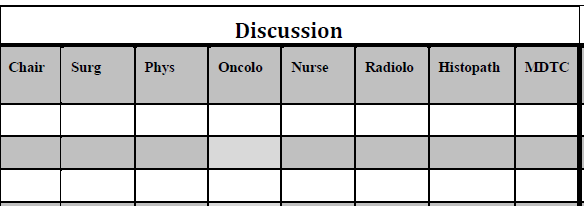 Discussion
Chair Surg Phys Oncolo Nurse Radiolo Histopath MDTC